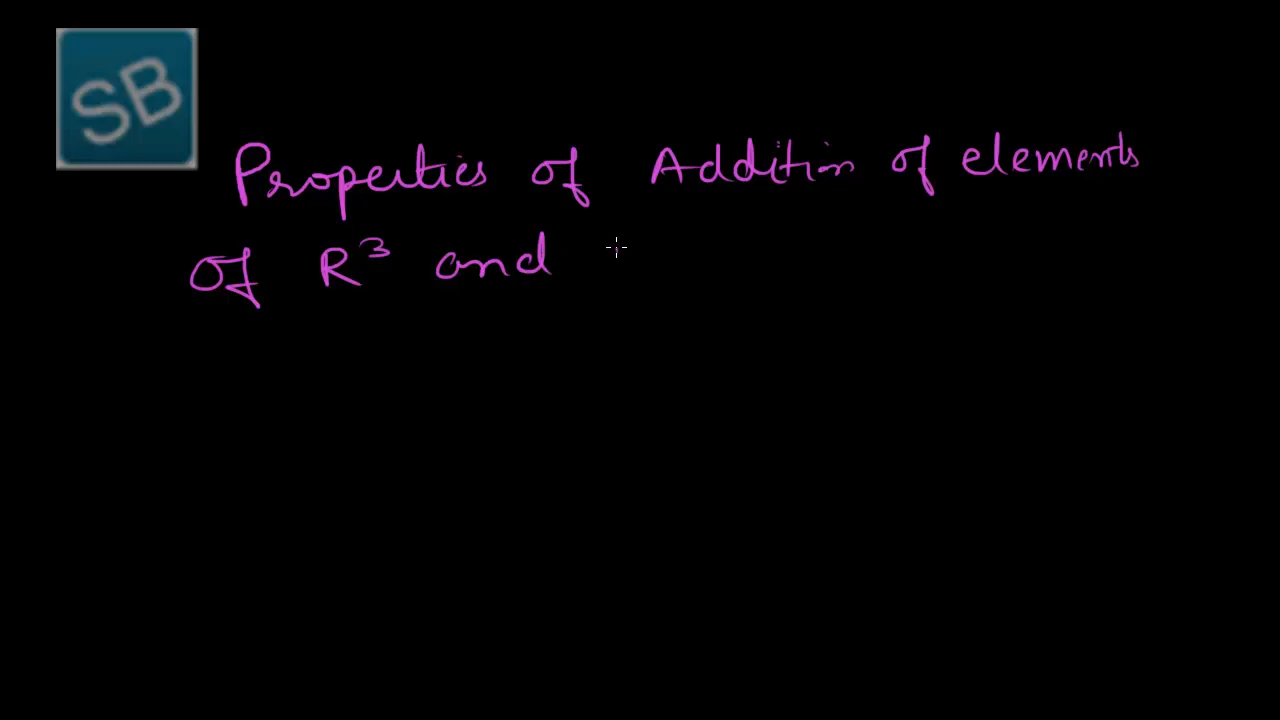 SB
Properties of Addition of elements
of R³ and